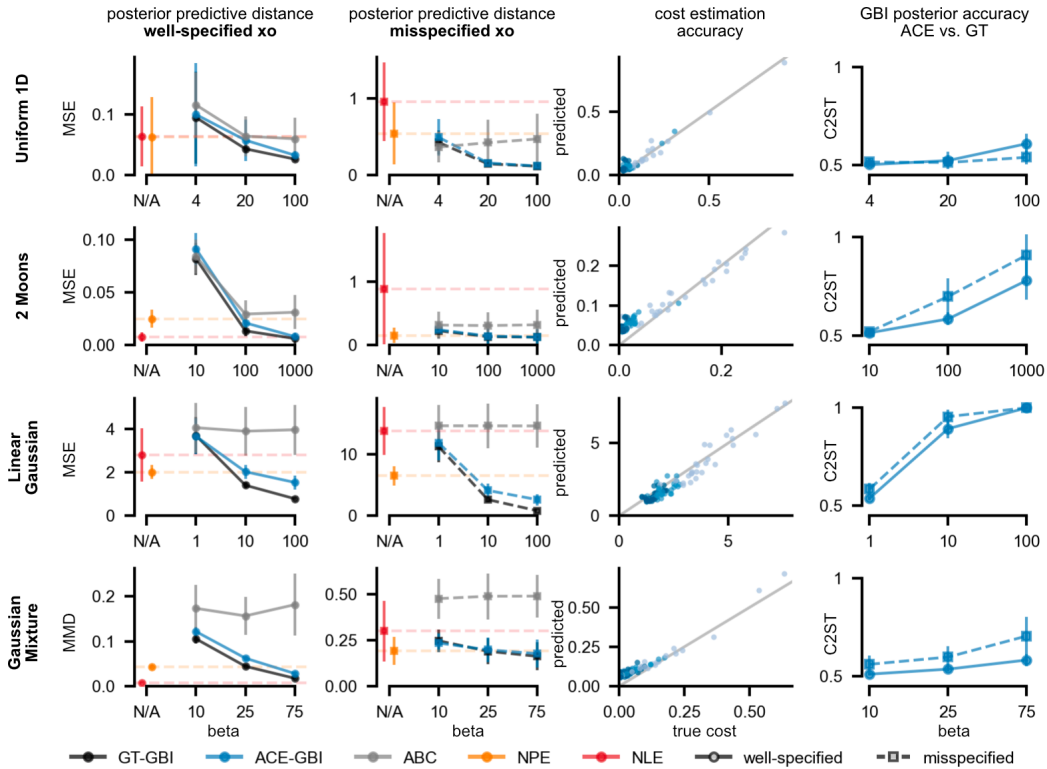 posterior predictive distance
well-specified xo
posterior predictive distance
misspecified xo
cost estimation
accuracy
GBI posterior accuracy
ACE vs. GT
Uniform 1D
MSE
0.1
0.0
N/A
4
20
100
1
0
N/A
4
20
100
predicted
0.5
0.0
0.0
0.5
C2ST
1
0.5
4
20
100
2 Moons
MSE
0.10
0.05
0.00
N/A
10
100
1000
1
0
N/A
10
100
1000
predicted
0.2
0.1
0.0
0.0
0.2
C2ST
1
0.5
10
100
1000
Linear
Gaussian
MSE
4
2
0
N/A
1
10
100
10
0
N/A
1
10
100
predicted
5
0
0
5
C2ST
1
0.5
1
10
100
Gaussian
Mixture
MMD
0.2
0.1
0.0
N/A
10
25
75
beta
0.50
0.25
0.00
N/A
10
25
75
beta
predicted
0.50
0.25
0.00
0.00
0.25
0.50
true cost
C2ST
1
0.5
10
25
75
beta
GT-GBI
ACE-GBI
ABC
NPE
NLE
well-specified
misspecified